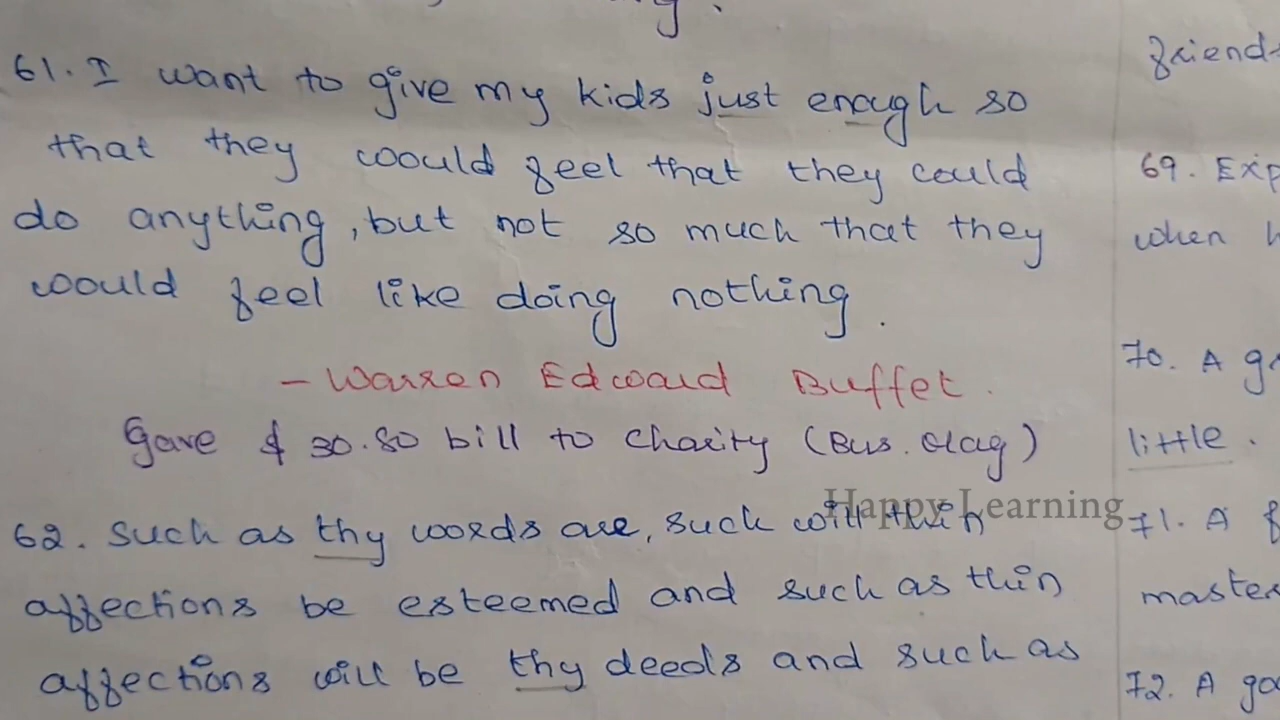 61. I want to give my kids just enough so
that they would feel that they could
do anything, but not so much that they
would feel like doing nothing.
- Warren Edward Buffet.
Gave $ 30.80 bill to charity (Bus. Mag)
Happy Learning
62. Such as thy words are, such will thin
affections be esteemed and such as thin
affections will be thy deeds and such as
friends
69. Exp
when h
70. A g
little.
71. A
master
72. A go